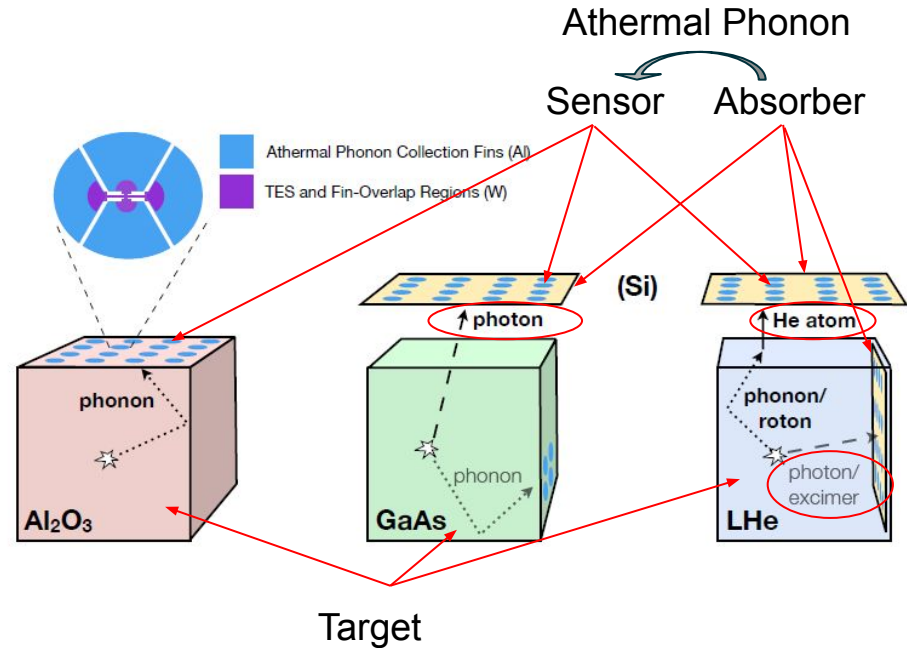 Athermal Phonon
Sensor Absorber
Athermal Phonon Collection Fins (Al)
TES and Fin-Overlap Regions (W)
(Si)
photon
He atom
phonon
phonon/
roton
phonon
photon/
excimer
Al₂O₃
GaAs
LHe
Target